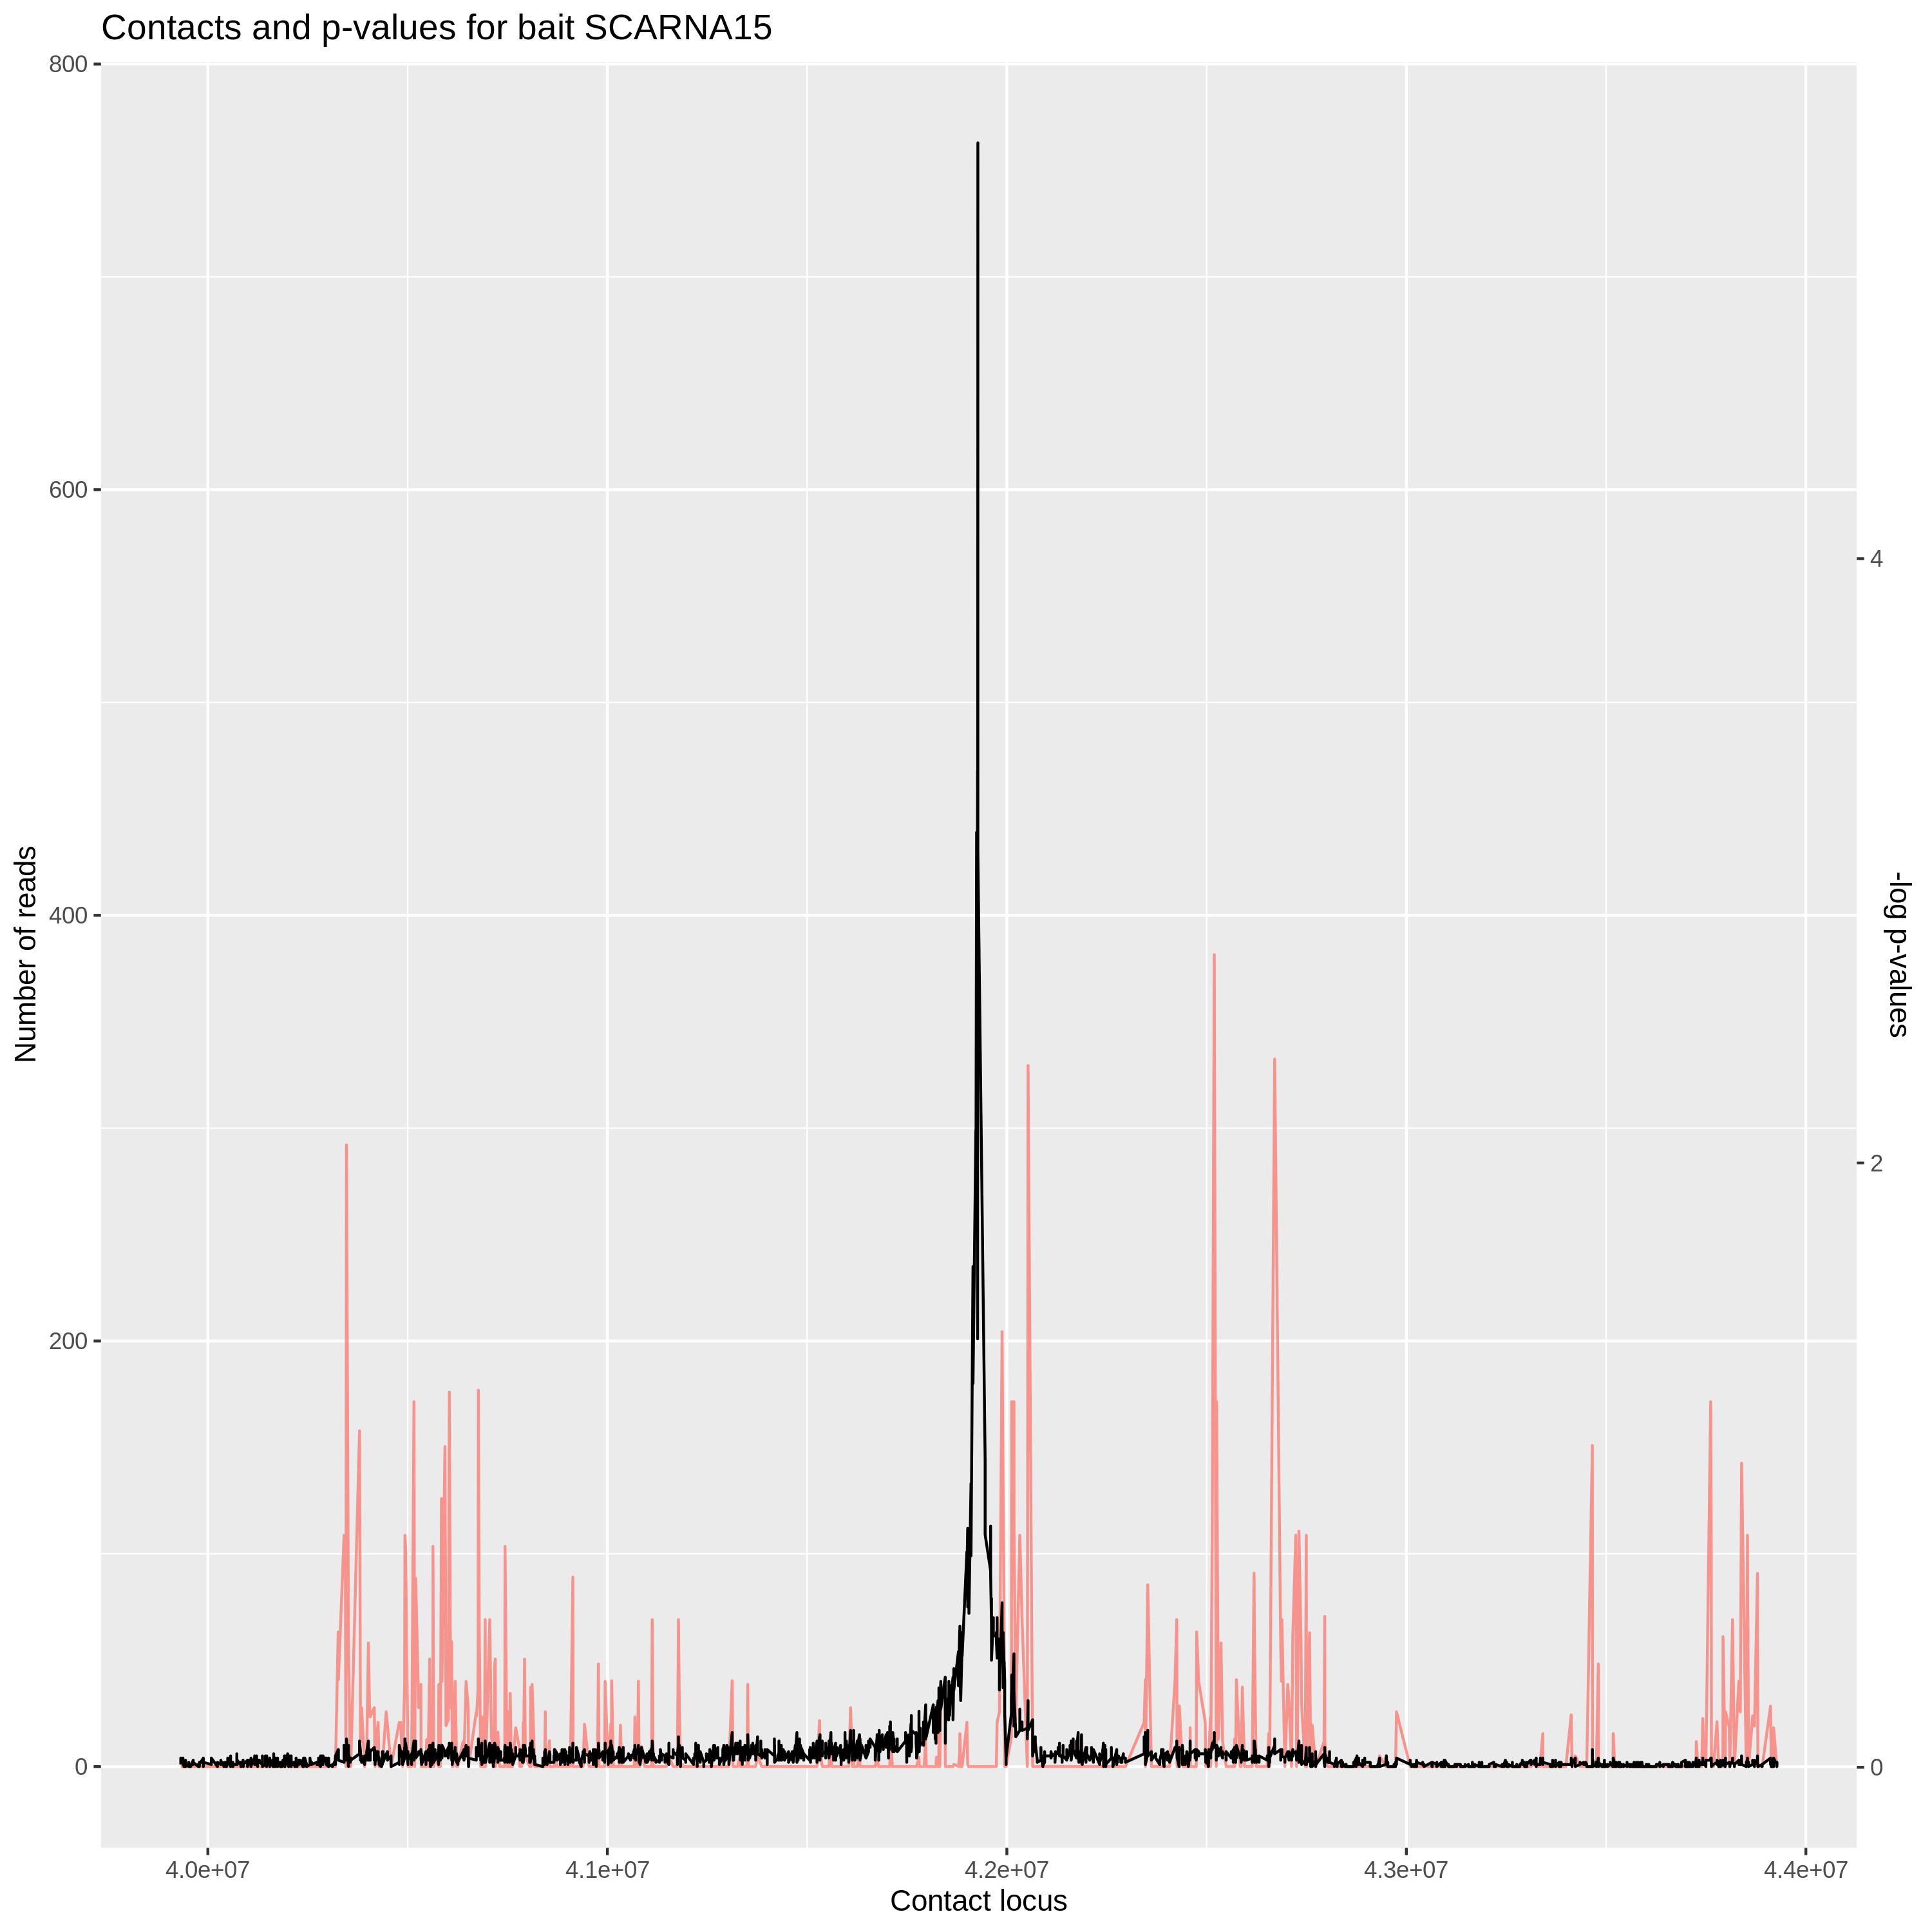 Contacts and p-values for bait SCARNA15
800
600
400
200
0
Number of reads
4
2
0
-log p-values
4.0e+07
4.1e+07
4.2e+07
4.3e+07
4.4e+07
Contact locus